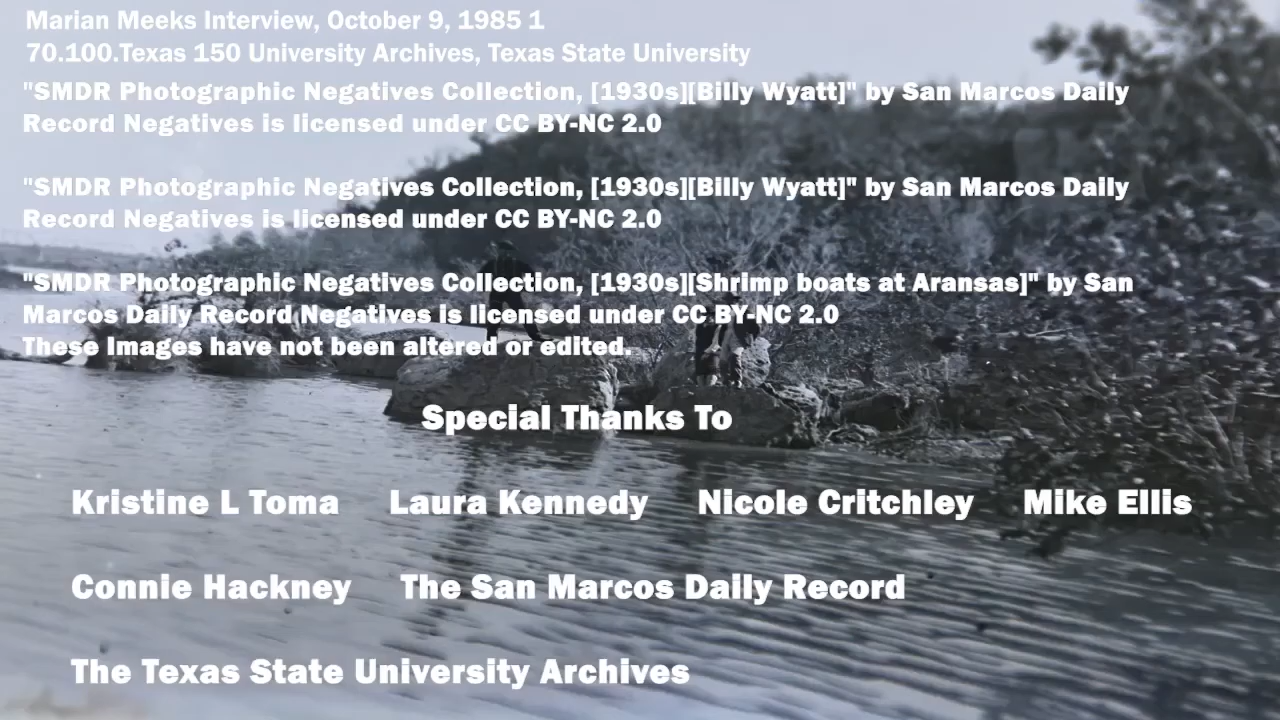 Marian Meeks Interview, October 9, 1985 1
70.100.Texas 150 University Archives, Texas State University
"SMDR Photographic Negatives Collection, [1930s][Billy Wyatt]" by San Marcos Daily
Record Negatives is licensed under CC BY-NC 2.0
"SMDR Photographic Negatives Collection, [1930s][Billy Wyatt]" by San Marcos Daily
Record Negatives is licensed under CC BY-NC 2.0
"SMDR Photographic Negatives Collection, [1930s][Shrimp boats at Aransas]" by San
Marcos Daily Record Negatives is licensed under CC BY-NC 2.0
These Images have not been altered or edited.
Special Thanks To
Kristine L Toma Laura Kennedy Nicole Critchley Mike Ellis
Connie Hackney The San Marcos Daily Record
The Texas State University Archives